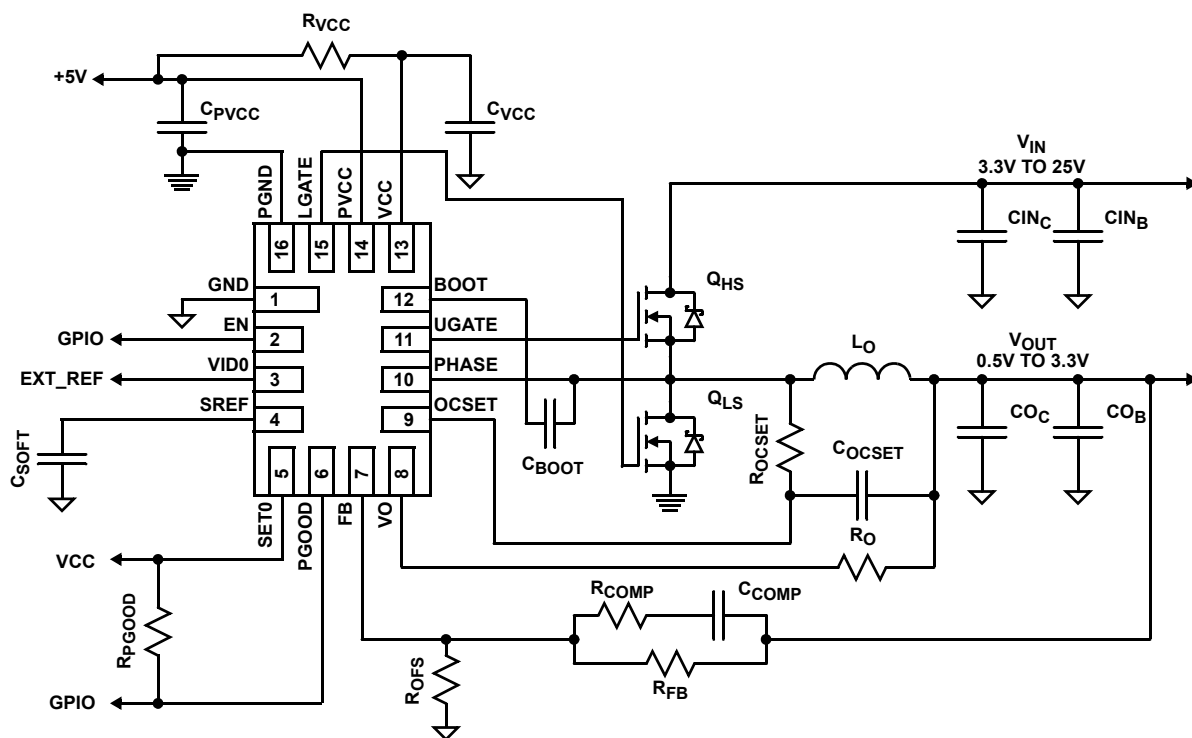 RVCC
+5V
CPVCC
CVCC
PGND
LGATE
PVCC
VCC
16
15
14
13
VIN
3.3V TO 25V
CINC
CINB
GND
1
12
BOOT
QHS
GPIO
EN
2
11
UGATE
EXT_REF
VID0
3
10
PHASE
LO
VOUT
0.5V TO 3.3V
SREF
4
9
OCSET
QLS
CSOFT
CBOOT
ROCSET
COCSET
COC
COB
5
6
7
8
SET0
PGOOD
FB
VO
RO
VCC
RPGOOD
GPIO
RCOMP
CCOMP
ROFS
RFB